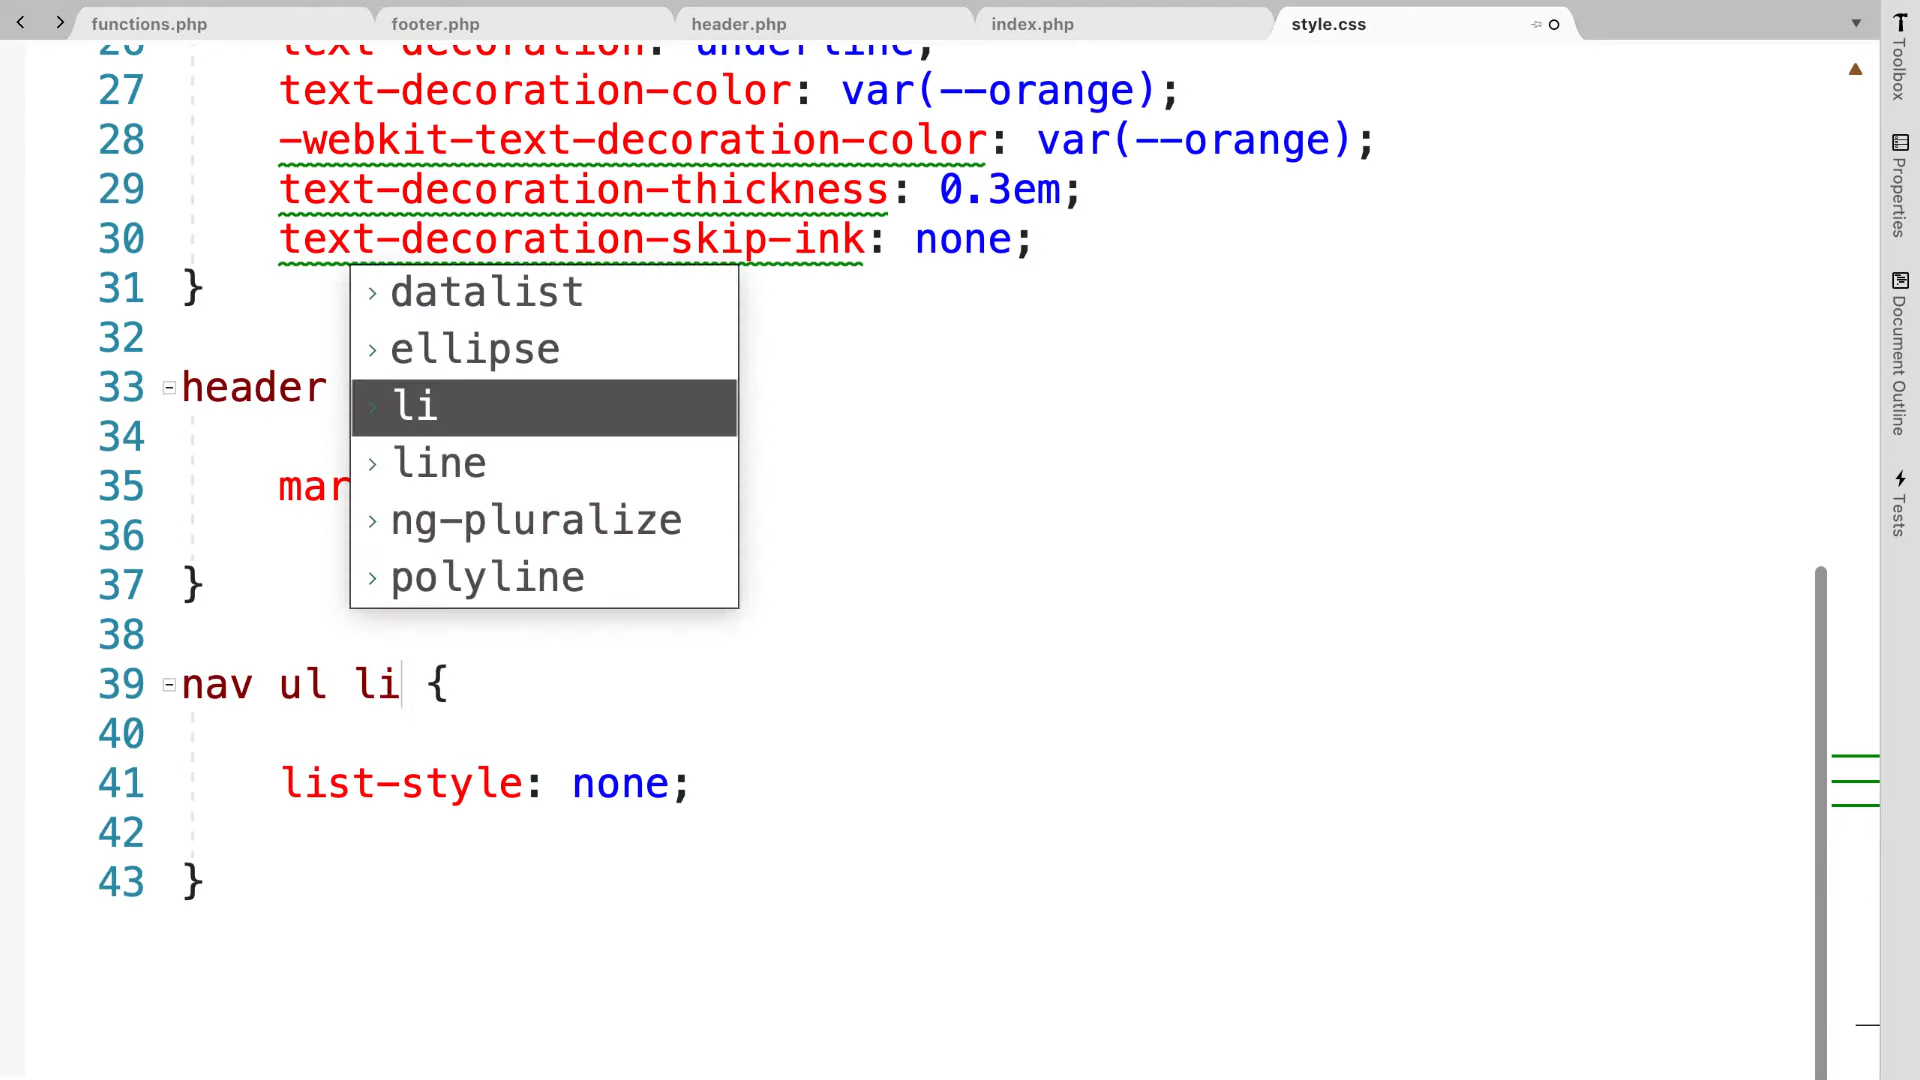 functions.php footer.php header.php index.php style.css
26 text-decoration: underline;
27 text-decoration-color: var(--orange);
28 -webkit-text-decoration-color: var(--orange);
29 text-decoration-thickness: 0.3em;
30 text-decoration-skip-ink: none;
31 }
datalist
32
ellipse
33 header
li
34
line
35 mar
36
ng-pluralize
37 }
polyline
38
39 nav ul li {
40
41 list-style: none;
42
43 }
Toolbox
Properties
Document Outline
Tests